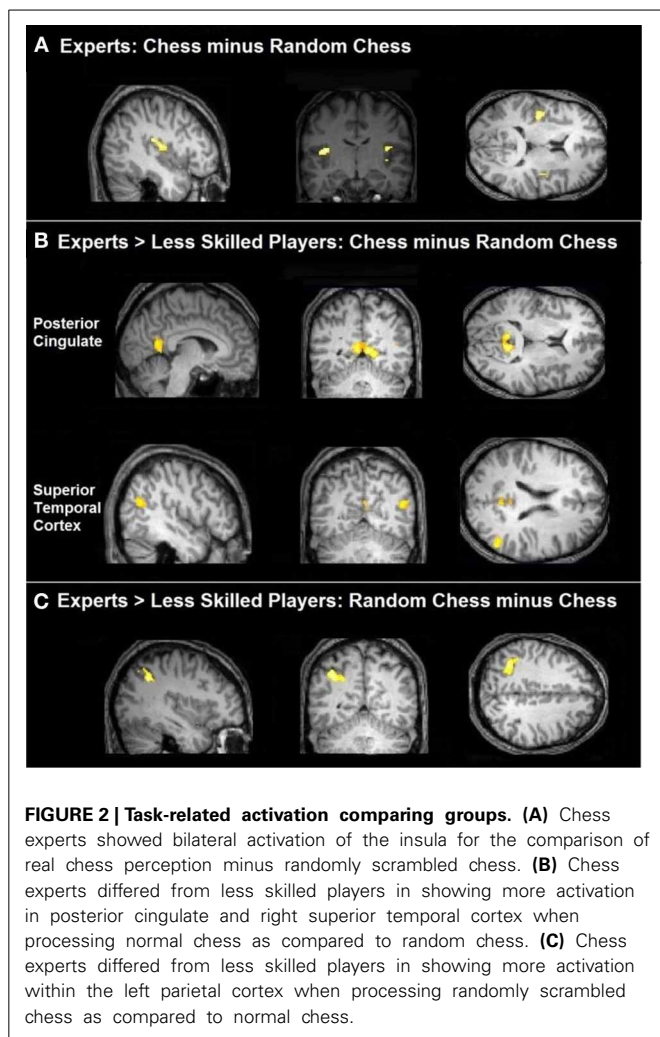 A Experts: Chess minus Random Chess
B Experts > Less Skilled Players: Chess minus Random Chess
Posterior
Cingulate
Superior
Temporal
Cortex
C Experts > Less Skilled Players: Random Chess minus Chess
FIGURE 2 | Task-related activation comparing groups. (A) Chess
experts showed bilateral activation of the insula for the comparison of
real chess perception minus randomly scrambled chess. (B) Chess
experts differed from less skilled players in showing more activation
in posterior cingulate and right superior temporal cortex when
processing normal chess as compared to random chess. (C) Chess
experts differed from less skilled players in showing more activation
within the left parietal cortex when processing randomly scrambled
chess as compared to normal chess.